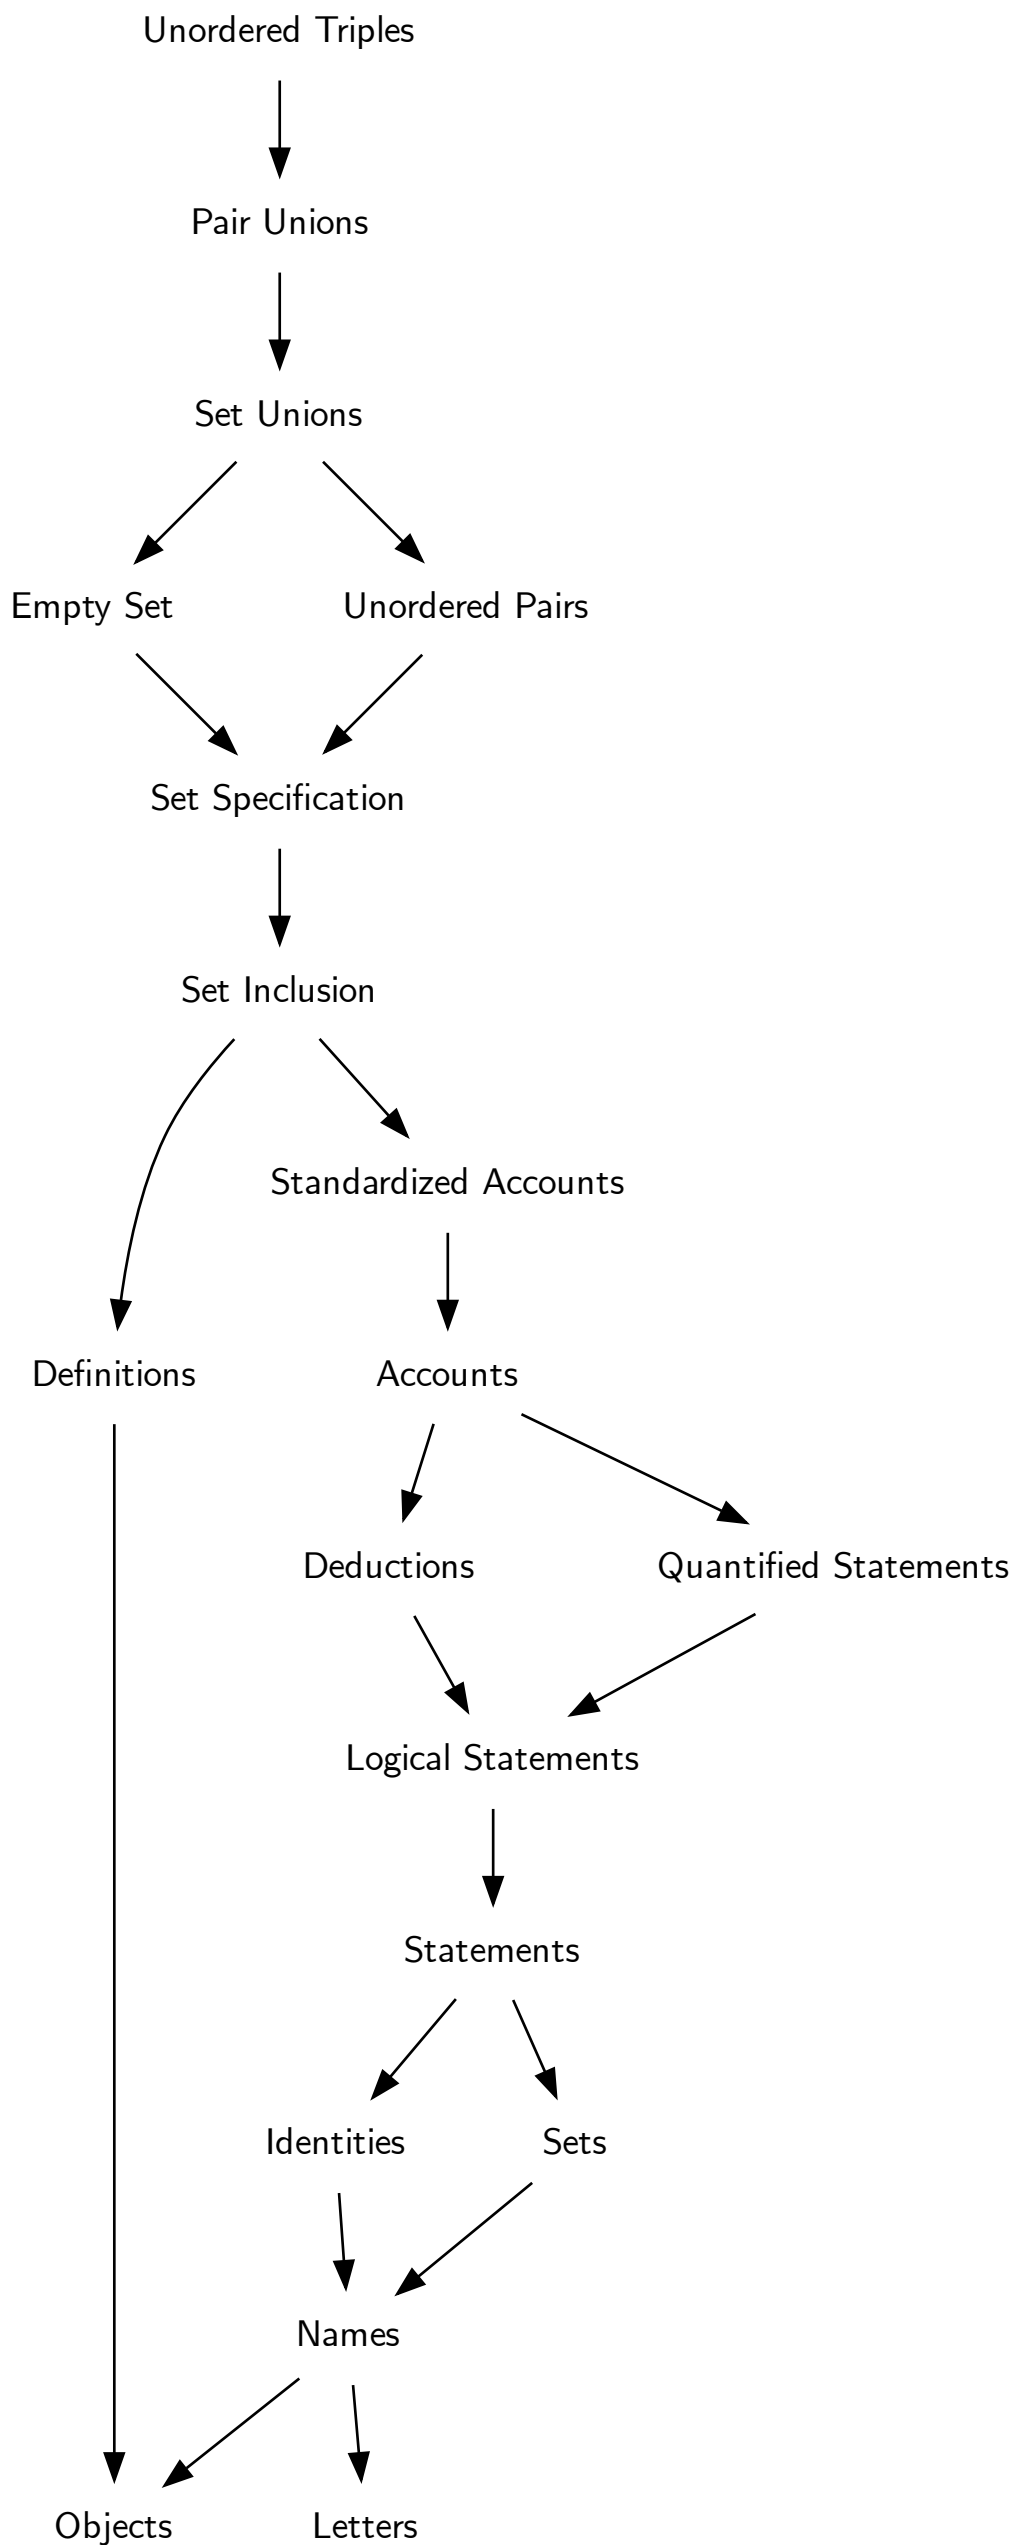 Unordered Triples
Pair Unions
Set Unions
Empty Set
Unordered Pairs
Set Specification
Set Inclusion
Standardized Accounts
Definitions
Accounts
Deductions
Quantified Statements
Logical Statements
Statements
Identities
Sets
Names
Objects
Letters